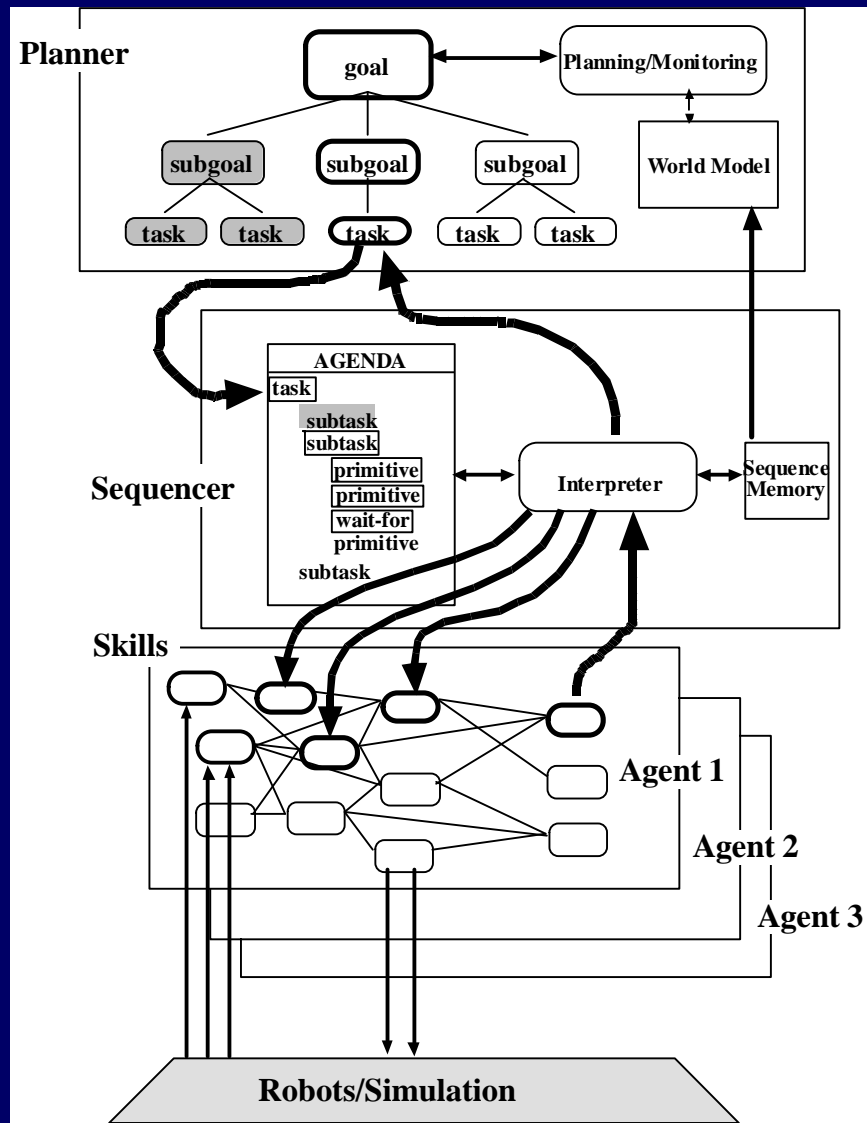 Planner
goal
Planning/Monitoring
subgoal
subgoal
subgoal
World Model
task
task
task
task
task
AGENDA
task
subtask
subtask
primitive
primitive
wait-for
primitive
subtask
Sequencer
Interpreter
Sequence
Memory
Skills
Agent 1
Agent 2
Agent 3
Robots/Simulation